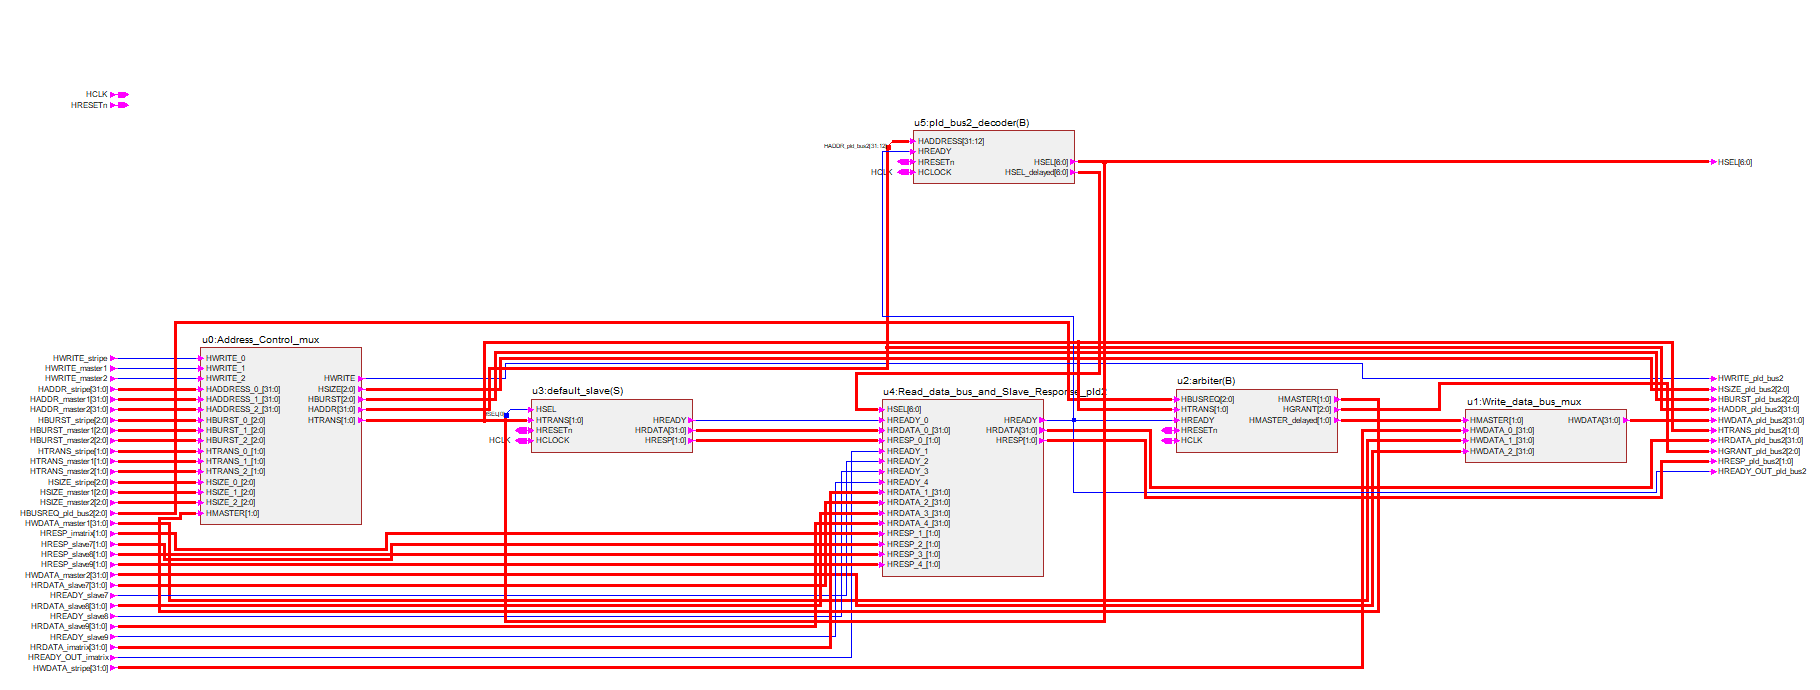 HCLK
HRESETn
u5:pld_bus2_decoder(B)
HADDR_pld_bus2[31:12]
HADDRESS[31:12]
HREADY
HRESETn
HSEL[6:0]
HSEL[6:0]
HCLK
HCLOCK
HSEL_delayed[6:0]
u0:Address_Control_mux
HWRITE_stripe
HWRITE_master1
HWRITE_master2
HADDR_stripe[31:0]
HADDR_master1[31:0]
HADDR_master2[31:0]
HBURST_stripe[2:0]
HBURST_master1[2:0]
HBURST_master2[2:0]
HTRANS_stripe[1:0]
HTRANS_master1[1:0]
HTRANS_master2[1:0]
HSIZE_stripe[2:0]
HSIZE_master1[2:0]
HSIZE_master2[2:0]
HBUSREQ_pld_bus2[2:0]
HWDATA_master1[31:0]
HRESP_imatrix[1:0]
HRESP_slave7[1:0]
HRESP_slave8[1:0]
HRESP_slave9[1:0]
HWDATA_master2[31:0]
HRDATA_slave7[31:0]
HREADY_slave7
HRDATA_slave8[31:0]
HREADY_slave8
HRDATA_slave9[31:0]
HREADY_slave9
HRDATA_imatrix[31:0]
HREADY_OUT_imatrix
HWDATA_stripe[31:0]
HWRITE_0
HWRITE_1
HWRITE_2
HADDRESS_0_[31:0]
HADDRESS_1_[31:0]
HADDRESS_2_[31:0]
HBURST_0_[2:0]
HBURST_1_[2:0]
HBURST_2_[2:0]
HTRANS_0_[1:0]
HTRANS_1_[1:0]
HTRANS_2_[1:0]
HSIZE_0_[2:0]
HSIZE_1_[2:0]
HSIZE_2_[2:0]
HMASTER[1:0]
HWRITE
HSIZE[2:0]
HBURST[2:0]
HADDR[31:0]
HTRANS[1:0]
u3:default_slave(S)
HSEL
HTRANS[1:0]
HRESETn
HCLK
HCLOCK
HREADY
HRDATA[31:0]
HRESP[1:0]
u4:Read_data_bus_and_Slave_Response_pld2
HSEL[6:0]
HREADY_0
HRDATA_0_[31:0]
HRESP_0_[1:0]
HREADY_1
HREADY_2
HREADY_3
HREADY_4
HRDATA_1_[31:0]
HRDATA_2_[31:0]
HRDATA_3_[31:0]
HRDATA_4_[31:0]
HRESP_1_[1:0]
HRESP_2_[1:0]
HRESP_3_[1:0]
HRESP_4_[1:0]
HREADY
HRDATA[31:0]
HRESP[1:0]
u2:arbiter(B)
HBUSREQ[2:0]
HTRANS[1:0]
HREADY
HRESETn
HCLK
HMASTER[1:0]
HGRANT[2:0]
HMASTER_delayed[1:0]
u1:Write_data_bus_mux
HMASTER[1:0]
HWDATA_0_[31:0]
HWDATA_1_[31:0]
HWDATA_2_[31:0]
HWDATA[31:0]
HWRITE_pld_bus2
HSIZE_pld_bus2[2:0]
HBURST_pld_bus2[2:0]
HADDR_pld_bus2[31:0]
HWDATA_pld_bus2[31:0]
HTRANS_pld_bus2[1:0]
HRDATA_pld_bus2[31:0]
HGRANT_pld_bus2[2:0]
HRESP_pld_bus2[1:0]
HREADY_OUT_pld_bus2